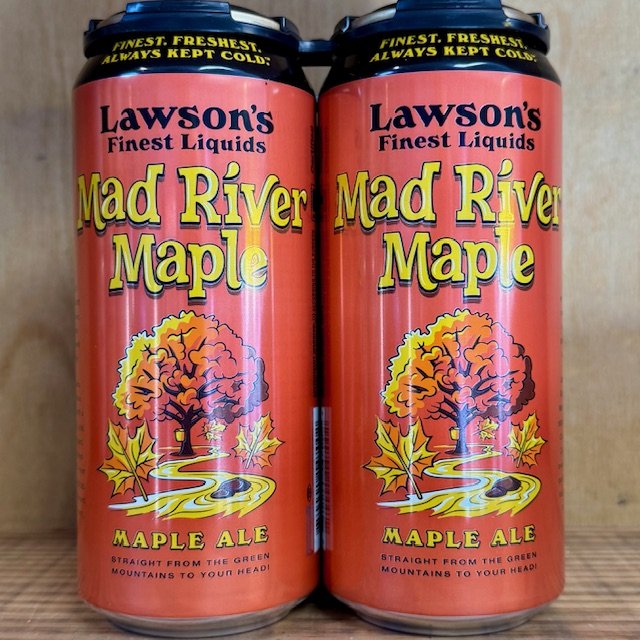 FINEST. FRESHEST.
ALWAYS KEPT COLD.™
Lawson's
Finest Liquids
Mad River
Maple
MAPLE ALE
STRAIGHT FROM THE GREEN
MOUNTAINS TO YOUR HEAD!
FINEST. FRESHEST.
ALWAYS KEPT COLD.™
Lawson's
Finest Liquids
Mad River
Maple
MAPLE ALE
STRAIGHT FROM THE GREEN
MOUNTAINS TO YOUR HEAD!